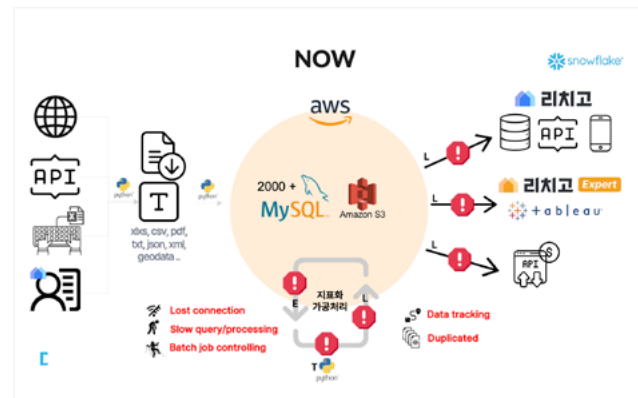 NOW
snowflake
aws
리치고
API
API
L
python
python
2000 +
MySQL
Amazon S3
T
리치고 Expert
L
+ a b l e a u
xlxs, csv, pdf,
txt, json, xml,
geodata ..
L
API
$
지표화
가공처리
E
L
Lost connection
Slow query/processing
Batch job controlling
Data tracking
Duplicated
T
python